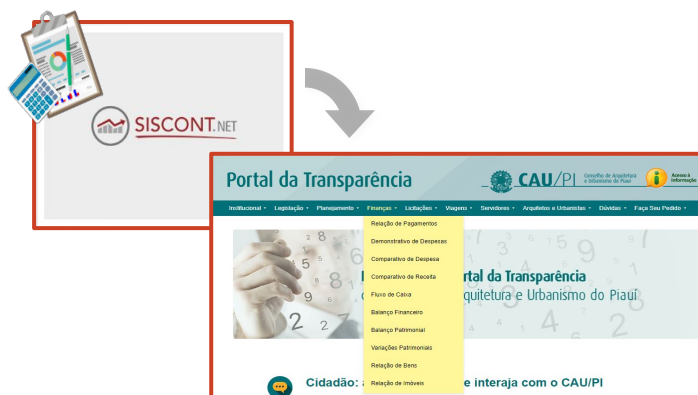 SISCONT.NET
Portal da Transparência
CAU/PI
Conselho de Arquitetura
e Urbanismo do Piauí
Acesso à
Informação
Institucional Legislação Planejamento Finanças Licitações Viagens Servidores Arquitetos e Urbanistas Dúvidas Faça Seu Pedido
Relação de Pagamentos
Demonstrativo de Despesas
Comparativo de Despesa
Comparativo de Receita
Fluxo de Caixa
Balanço Financeiro
Balanço Patrimonial
Variações Patrimoniais
Relação de Bens
Relação de Imóveis
rtal da Transparência
quitetura e Urbanismo do Piauí
Cidadão: e interaja com o CAU/PI